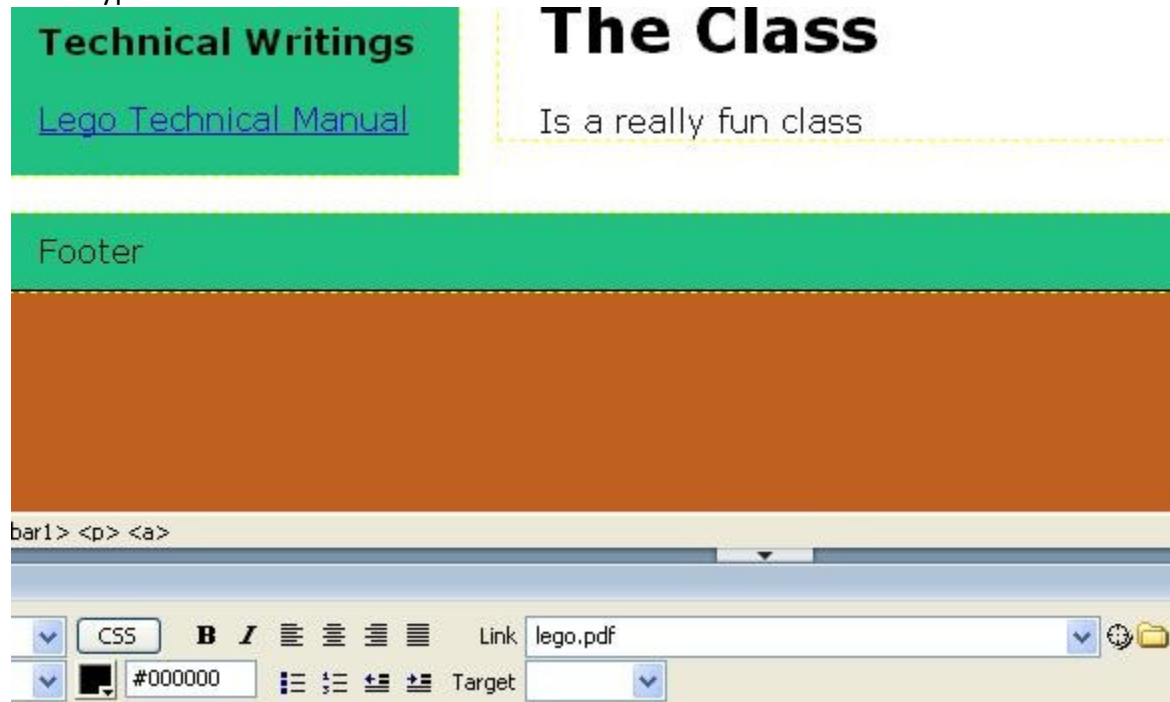 Technical Writings
The Class
Lego Technical Manual
Is a really fun class
Footer
bar1> <p> <a>
CSS B I Link lego.pdf
#000000 Target